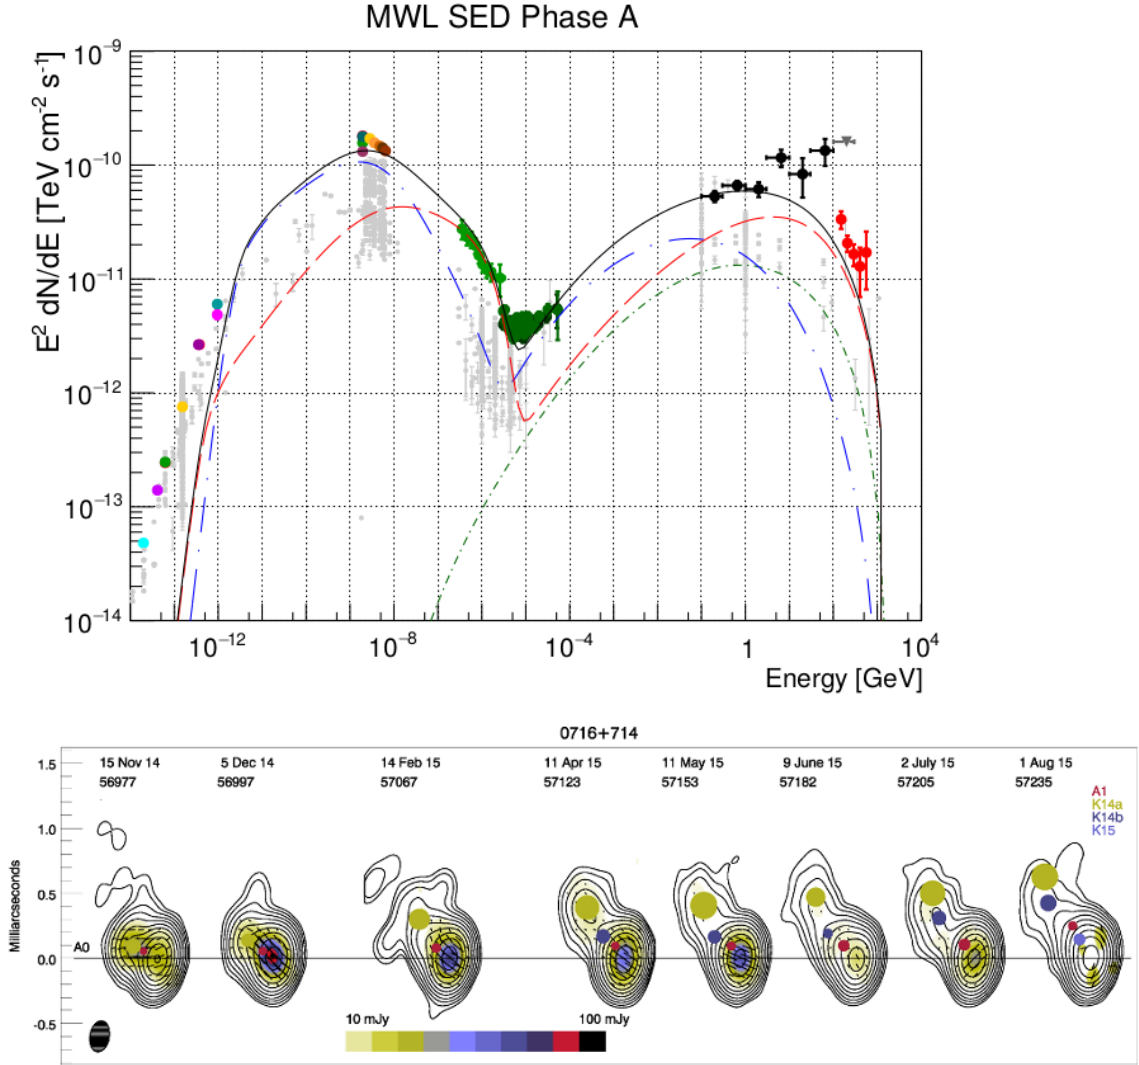 MWL SED Phase A
E² dN/dE [TeV cm⁻² s⁻¹]
10⁻⁹
10⁻¹⁰
10⁻¹¹
10⁻¹²
10⁻¹³
10⁻¹⁴
10⁻¹² 10⁻⁸ 10⁻⁴ 1 10⁴
Energy [GeV]
0716+714
15 Nov 14 5 Dec 14 14 Feb 15 11 Apr 15 11 May 15 9 June 15 2 July 15 1 Aug 15
56977 56997 57067 57123 57153 57182 57205 57235
A1
K14a
K14b
K15
Milliarcseconds
1.5
1.0
0.5
A0
0.0
-0.5
10 mJy 100 mJy